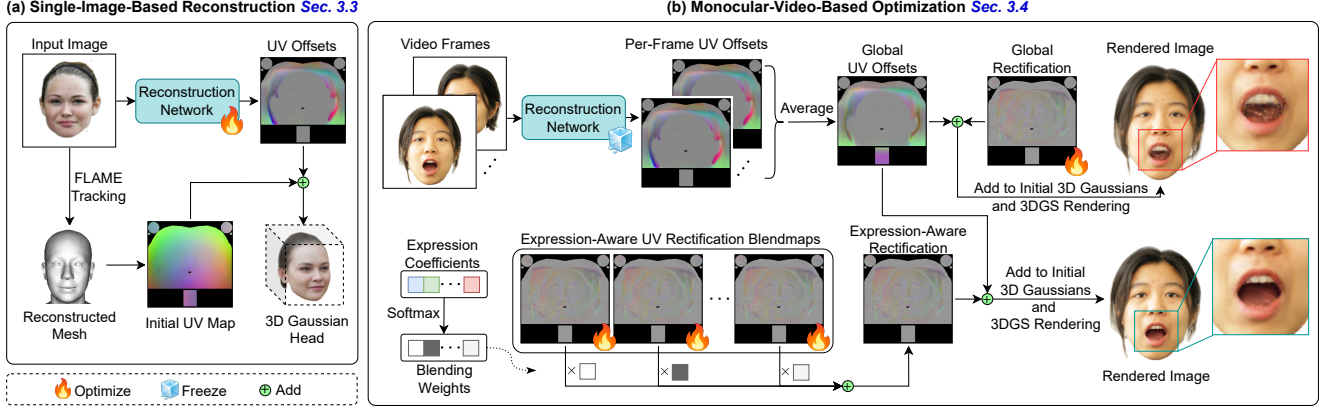 (a) Single-Image-Based Reconstruction Sec. 3.3
Input Image
UV Offsets
Reconstruction
Network
FLAME
Tracking
Reconstructed
Mesh
Initial UV Map
3D Gaussian
Head
Optimize
Freeze
Add
(b) Monocular-Video-Based Optimization Sec. 3.4
Video Frames
Per-Frame UV Offsets
Reconstruction
Network
Average
Global
UV Offsets
Global
Rectification
Rendered Image
Add to Initial 3D Gaussians
and 3DGS Rendering
Expression
Coefficients
Softmax
Blending
Weights
Expression-Aware UV Rectification Blendmaps
×
×
×
Expression-Aware
Rectification
Add to Initial
3D Gaussians
and
3DGS Rendering
Rendered Image